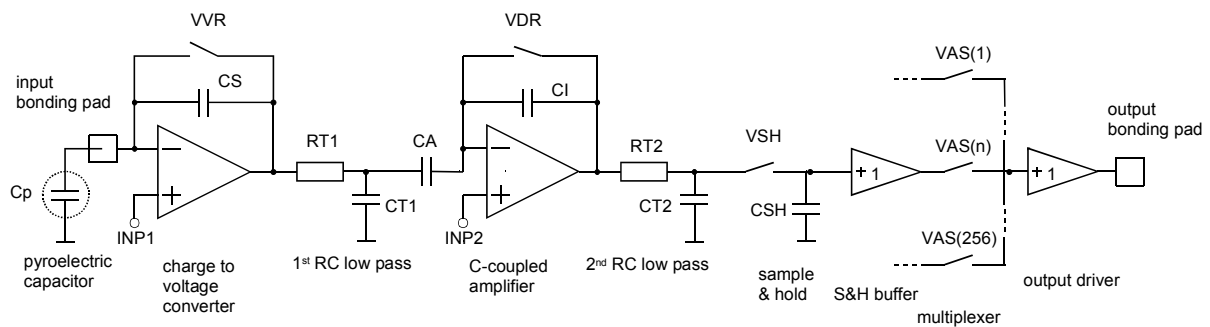 VVR
VDR
VAS(1)
CS
CI
input
bonding pad
output
bonding pad
RT1
CA
RT2
VSH
VAS(n)
−
−
+
+
+ 1
+ 1
Cp
CT1
CT2
CSH
INP1
INP2
VAS(256)
pyroelectric
capacitor
charge to
voltage
converter
1st RC low pass
C-coupled
amplifier
2nd RC low pass
sample
& hold
S&H buffer
multiplexer
output driver